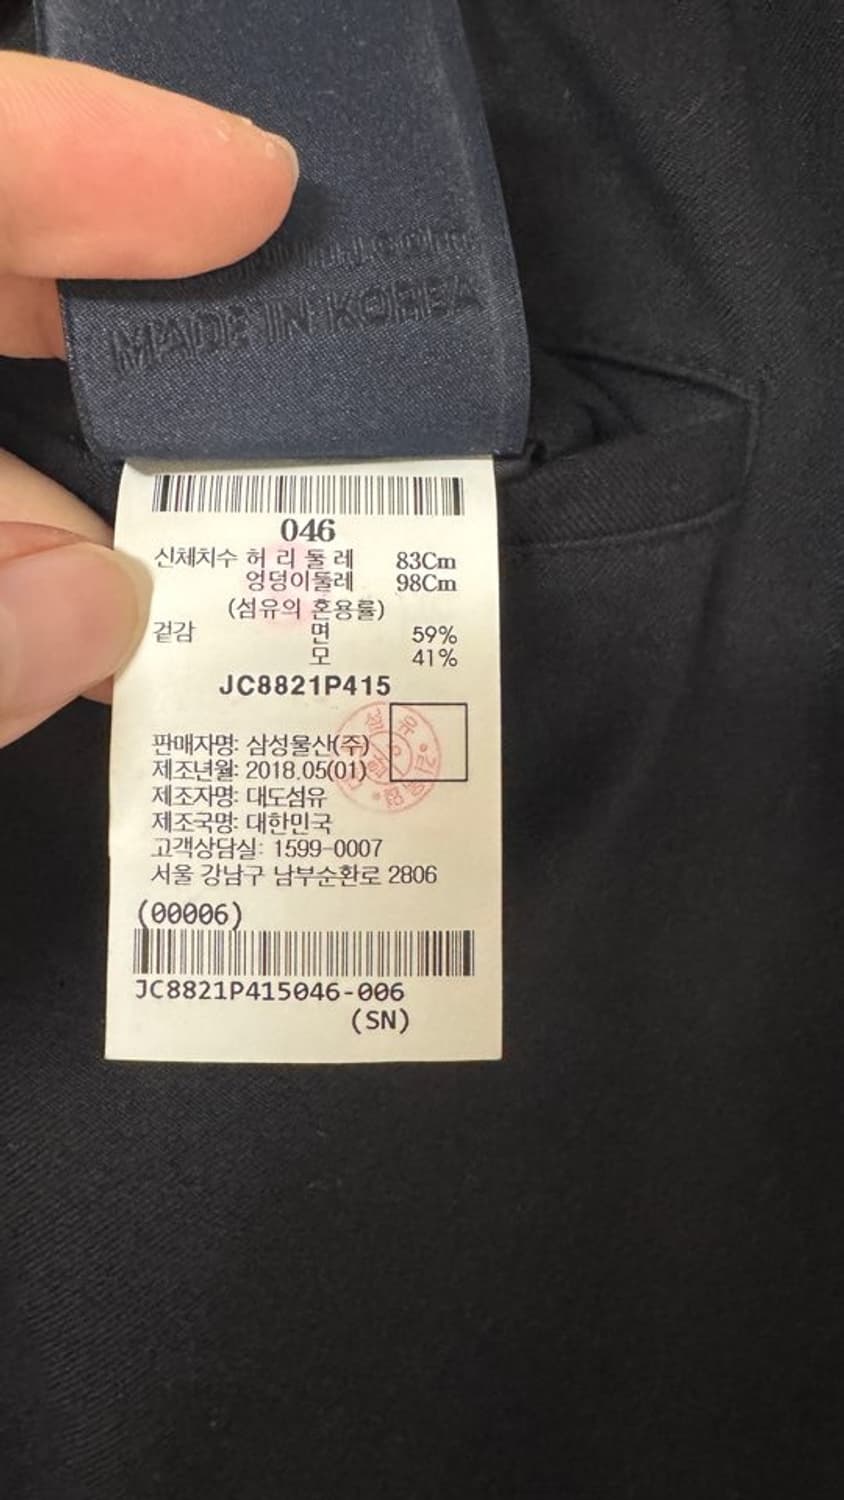 MADE IN KOREA
046
신체치수 허 리 둘 레 83Cm
엉덩이둘레 98Cm
(섬유의 혼용률)
겉감 면 59%
모 41%
JC8821P415
판매자명: 삼성물산(주)
제조년월: 2018.05(01)
제조자명: 대도섬유
제조국명: 대한민국
고객상담실: 1599-0007
서울 강남구 남부순환로 2806
(00006)
JC8821P415046-006
(SN)